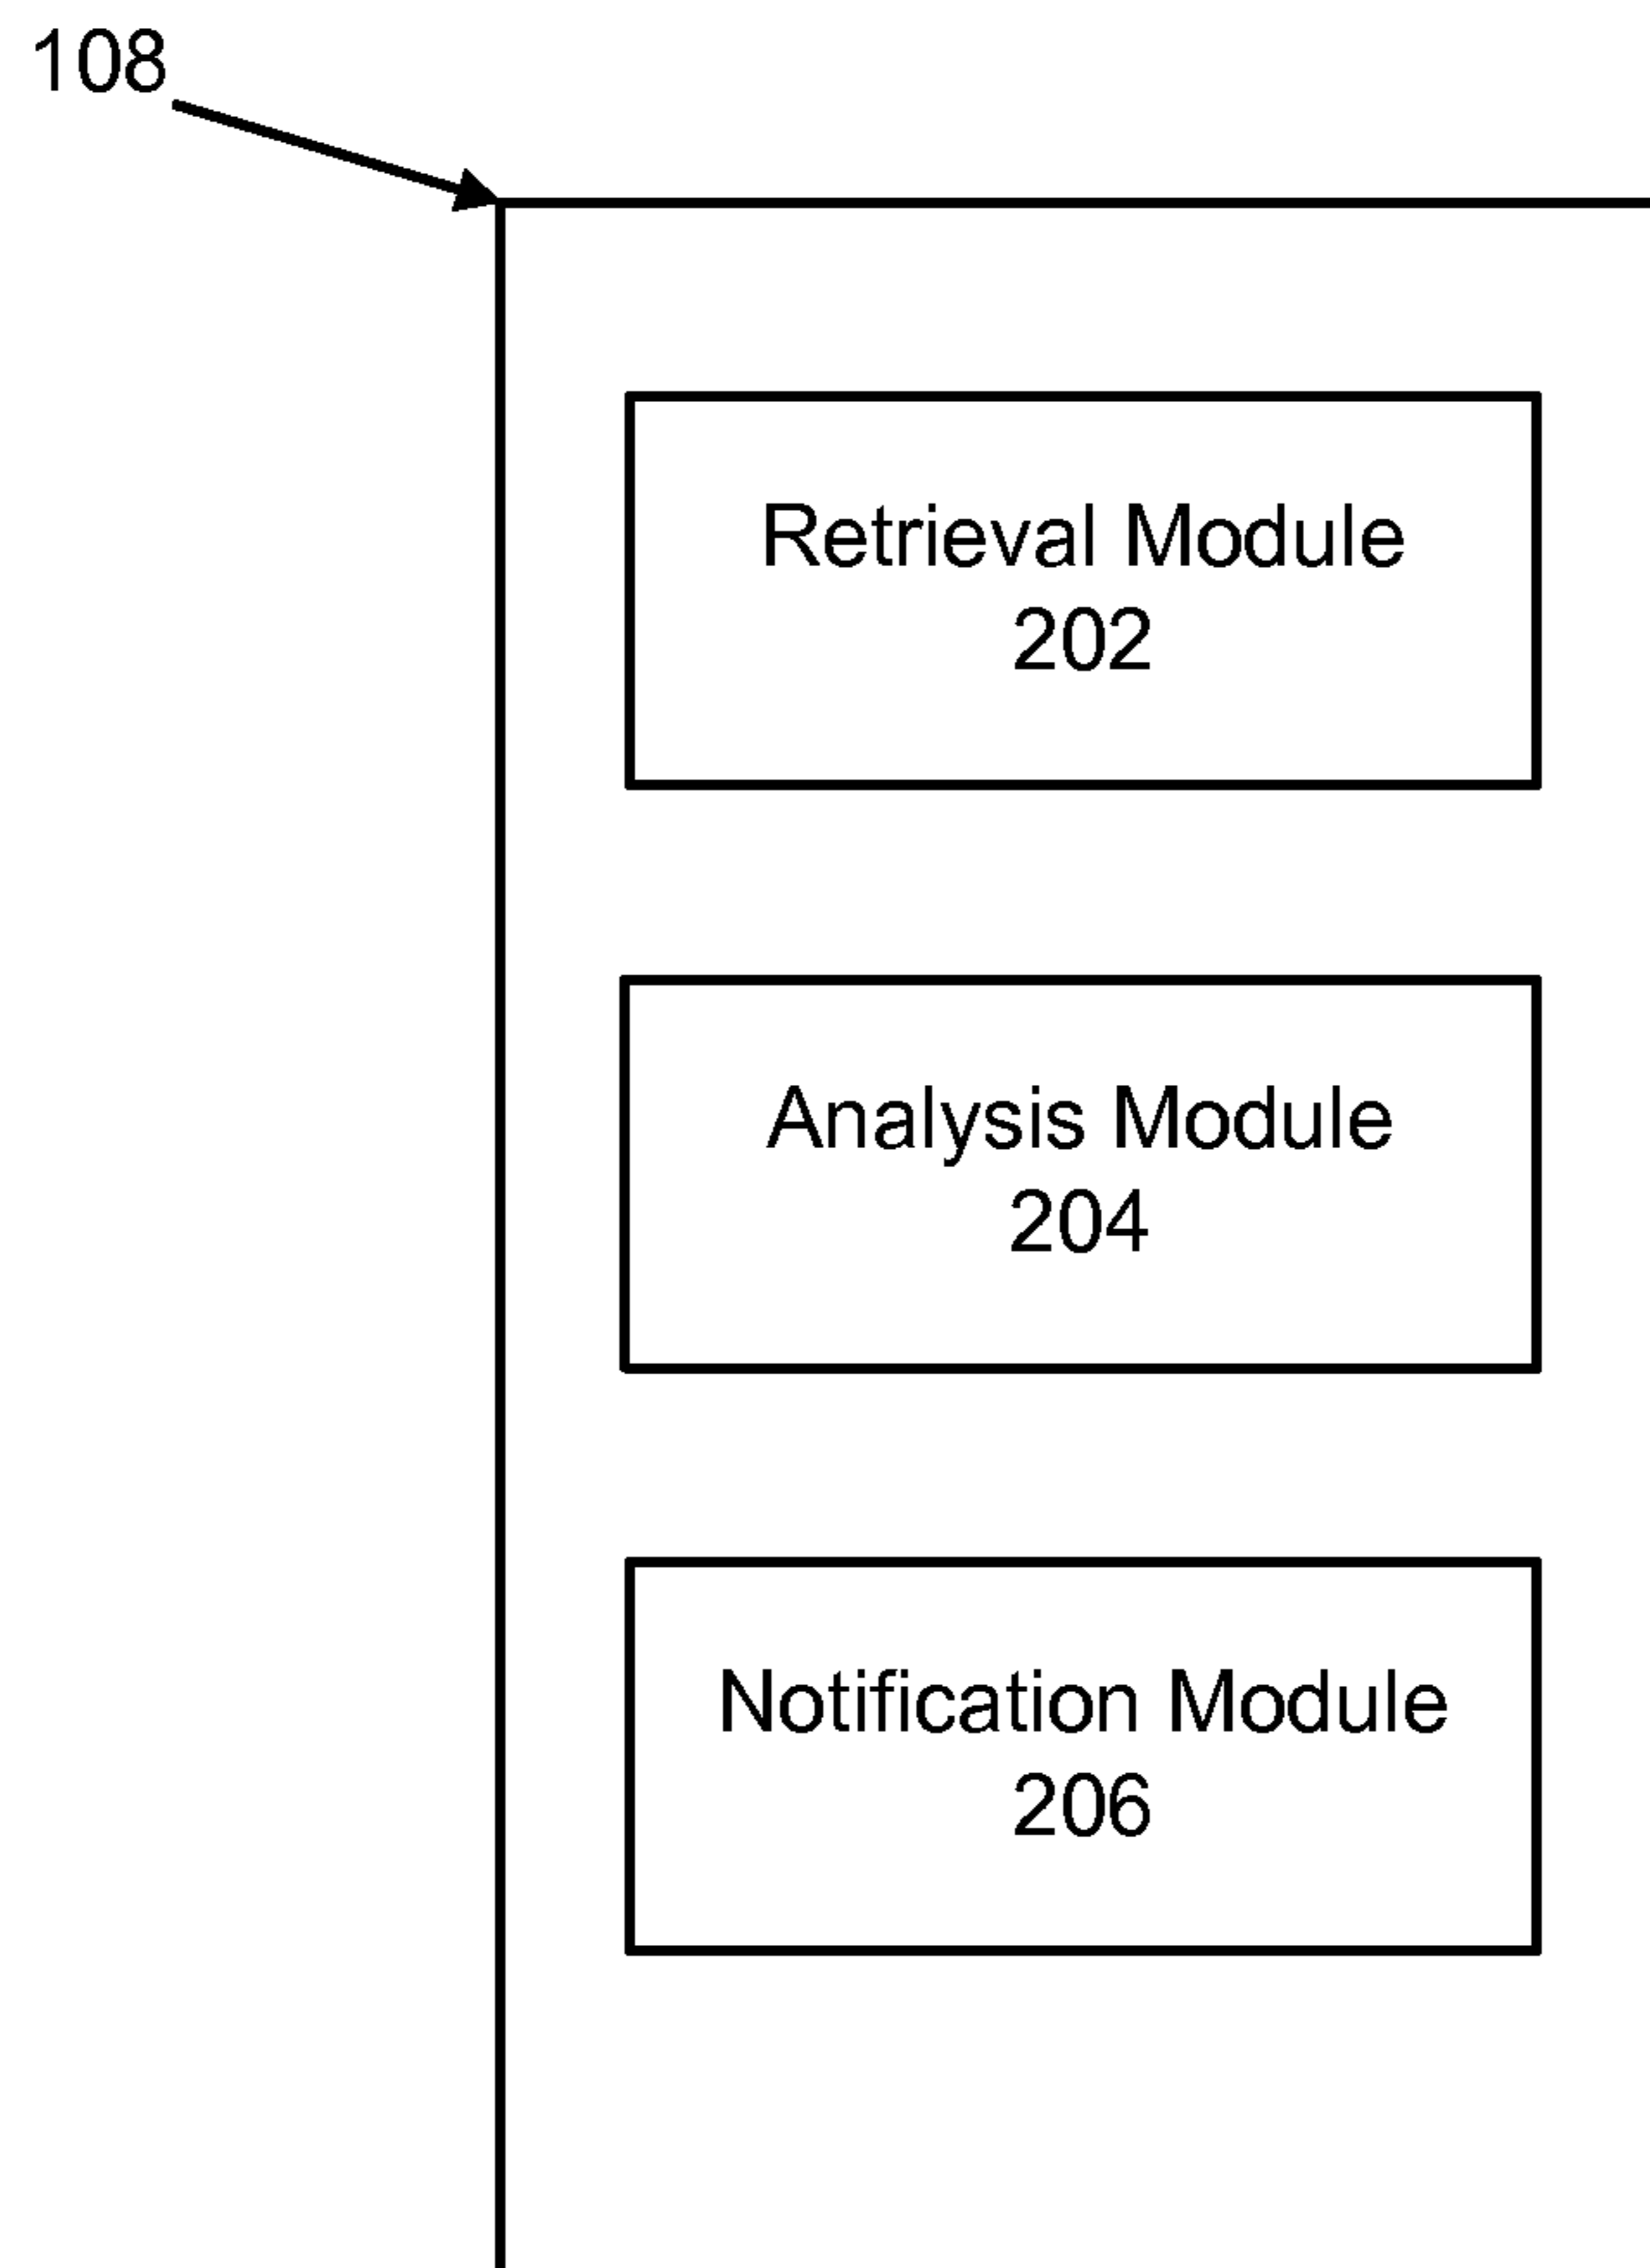 108
Retrieval Module
202
Analysis Module
204
Notification Module
206